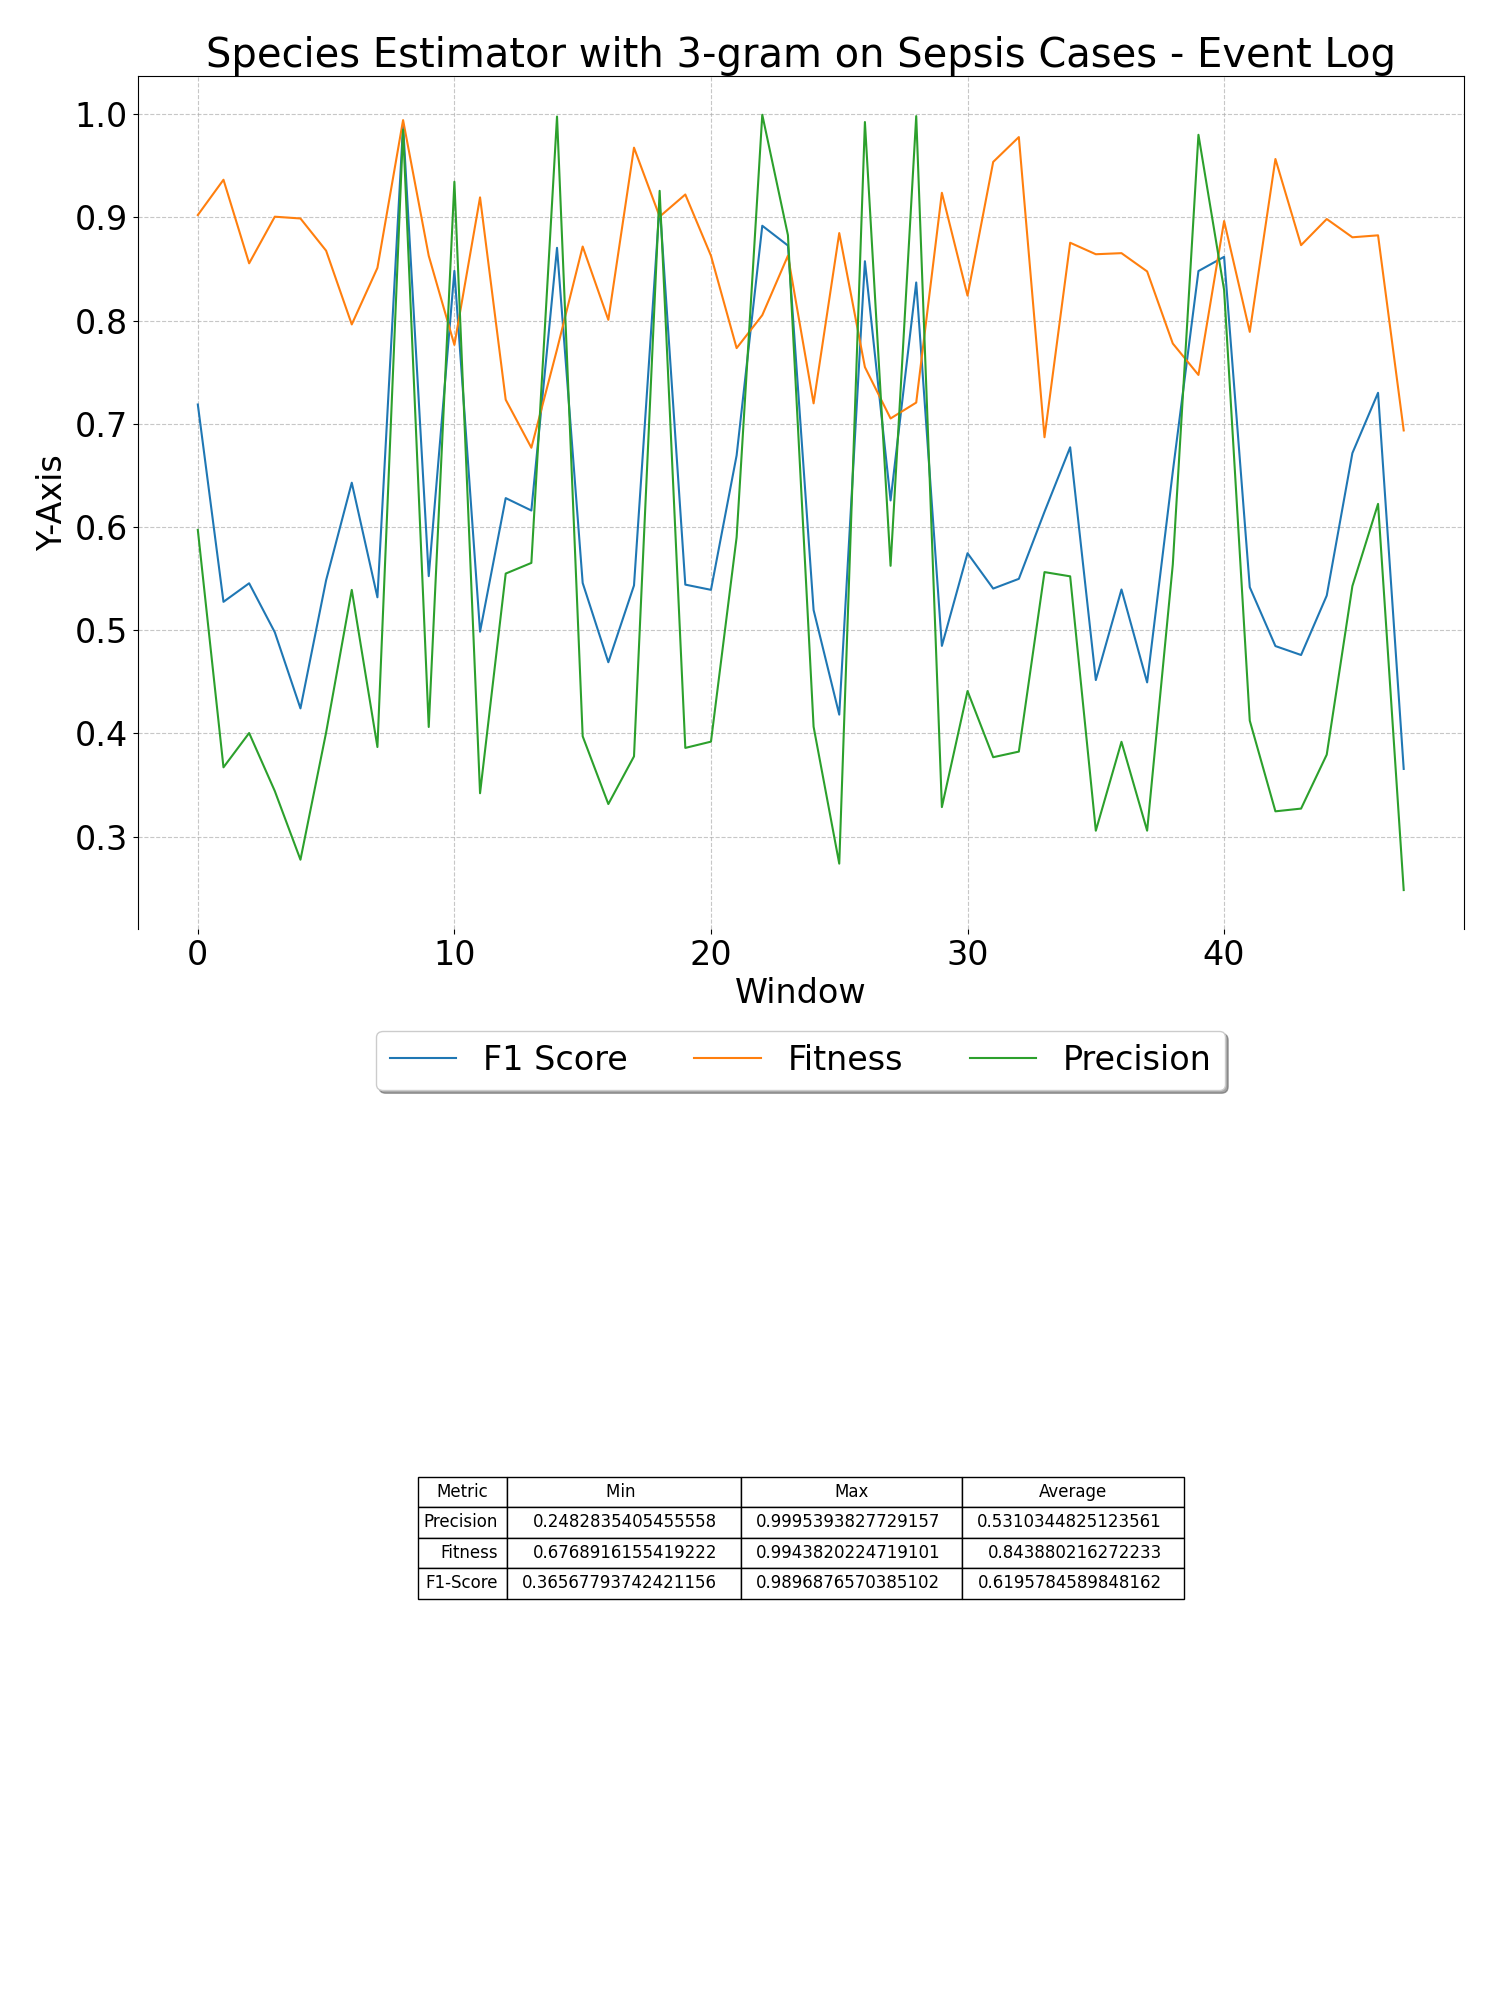 Species Estimator with 3-gram on Sepsis Cases - Event Log
1.0
0.9
0.8
0.7
0.6
0.5
0.4
0.3
Y-Axis
0 10 20 30 40
Window
F1 Score Fitness Precision
Metric Min Max Average
Precision 0.2482835405455558 0.9995393827729157 0.5310344825123561
Fitness 0.6768916155419222 0.9943820224719101 0.843880216272233
F1-Score 0.36567793742421156 0.9896876570385102 0.6195784589848162